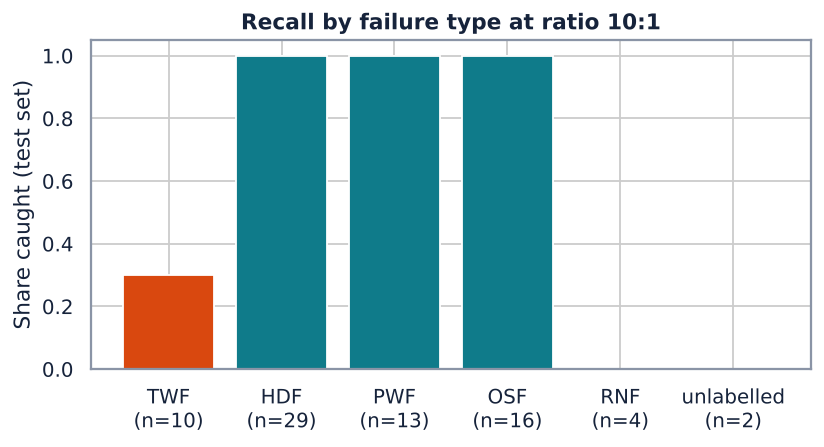 Recall by failure type at ratio 10:1
Share caught (test set)
1.0
0.8
0.6
0.4
0.2
0.0
TWF HDF PWF OSF RNF unlabelled
(n=10) (n=29) (n=13) (n=16) (n=4) (n=2)